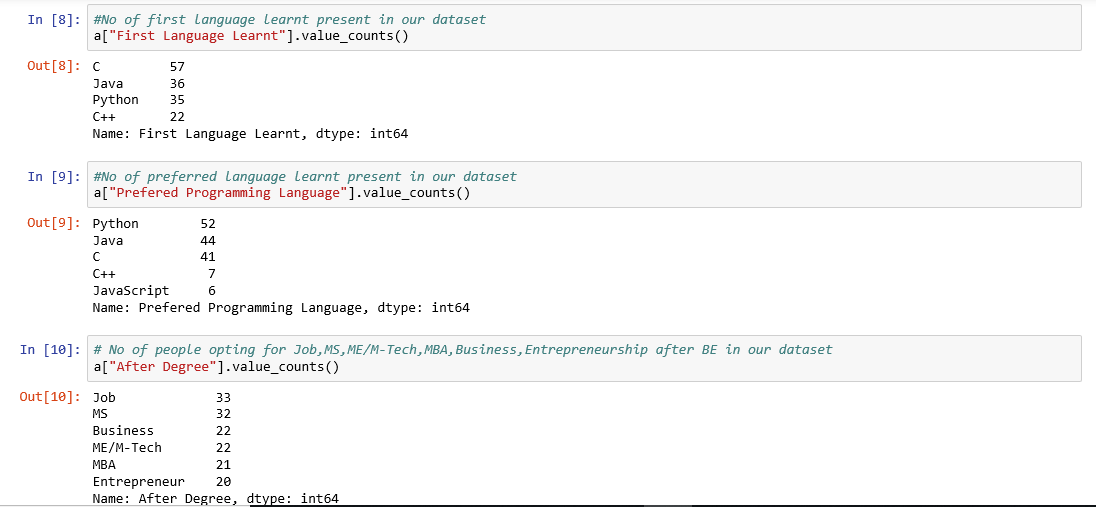 In [8]: #No of first language learnt present in our dataset
a["First Language Learnt"].value_counts()
Out[8]: C 57
Java 36
Python 35
C++ 22
Name: First Language Learnt, dtype: int64
In [9]: #No of preferred language learnt present in our dataset
a["Prefered Programming Language"].value_counts()
Out[9]: Python 52
Java 44
C 41
C++ 7
JavaScript 6
Name: Prefered Programming Language, dtype: int64
In [10]: # No of people opting for Job,MS,ME/M-Tech,MBA,Business,Entrepreneurship after BE in our dataset
a["After Degree"].value_counts()
Out[10]: Job 33
MS 32
Business 22
ME/M-Tech 22
MBA 21
Entrepreneur 20
Name: After Degree, dtype: int64